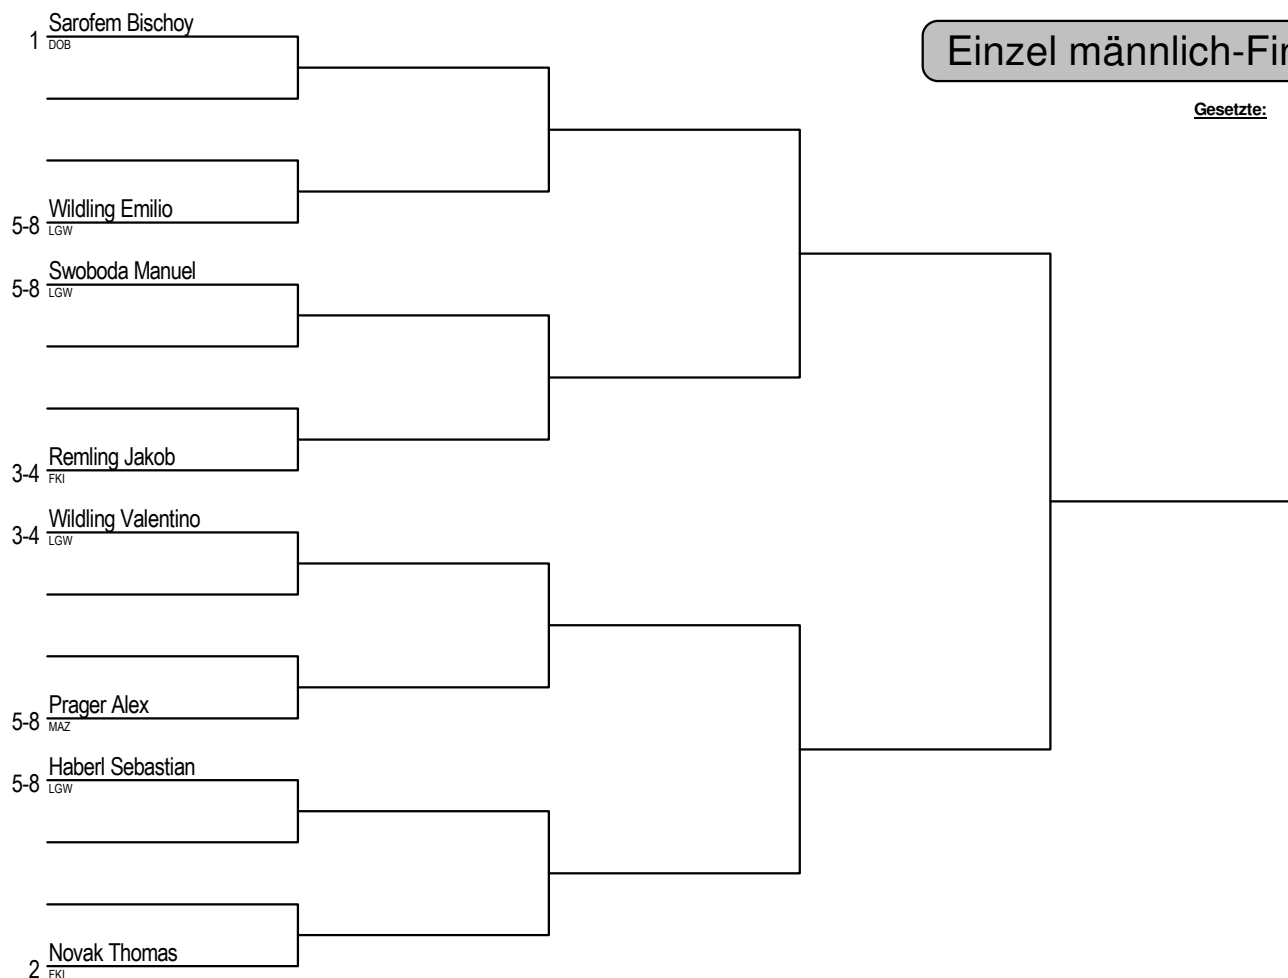 Sarofem Bischoy
1 DOB
Einzel männlich-Fin
Gesetzte:
Wildling Emilio
5-8 LGW
Swoboda Manuel
5-8 LGW
Remling Jakob
3-4 FKI
Wildling Valentino
3-4 LGW
Prager Alex
5-8 MAZ
Haberl Sebastian
5-8 LGW
Novak Thomas
2 FKI